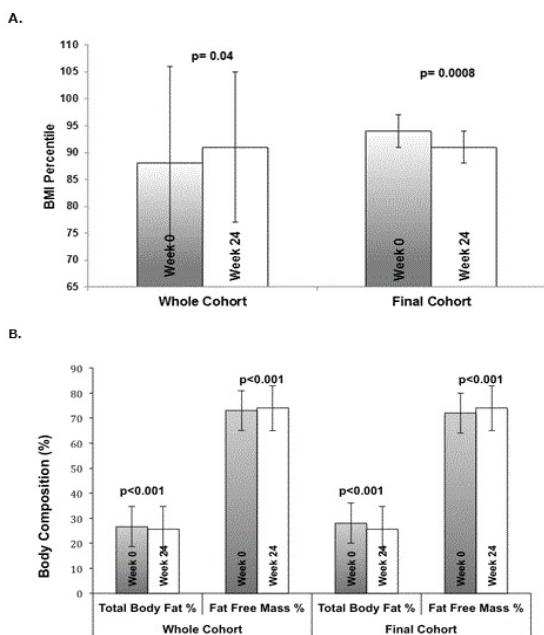 A.
p= 0.04
p= 0.0008
110
105
100
95
90
85
80
75
70
65
BMI Percentile
Week 0
Week 24
Week 0
Week 24
Whole Cohort
Final Cohort
B.
90
80
70
60
50
40
30
20
10
0
Body Composition (%)
p<0.001
p<0.001
p<0.001
p<0.001
Week 0
Week 24
Week 0
Week 24
Week 0
Week 24
Week 0
Week 24
Total Body Fat %
Fat Free Mass %
Total Body Fat %
Fat Free Mass %
Whole Cohort
Final Cohort